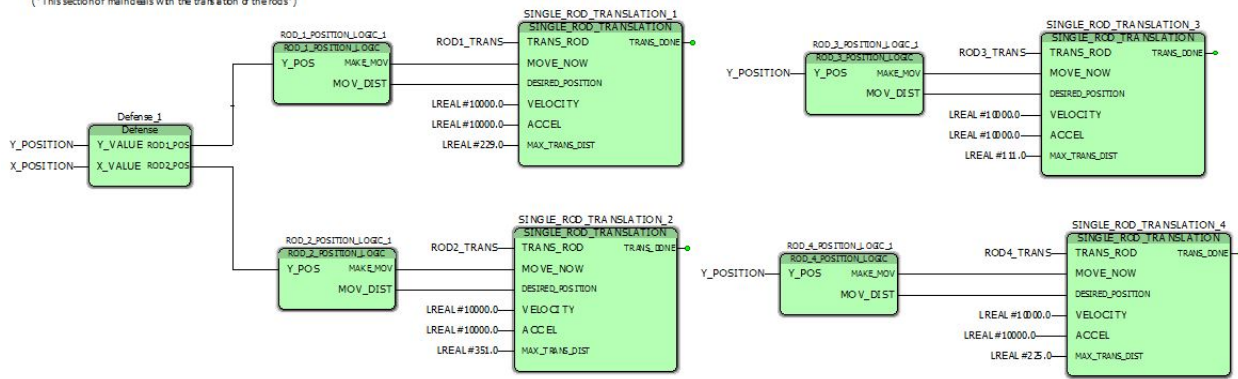 (* This section of main deals with the translation of the rods*)
Defense_1
Defense
Y_POSITION Y_VALUE ROD1_POS
X_POSITION X_VALUE ROD2_POS
ROD_1_POSITION_LOGIC_1
ROD_1_POSITION_LOGIC
Y_POS MAKE_MOV
MOV_DIST
SINGLE_ROD_TRANSLATION_1
SINGLE_ROD_TRANSLATION
ROD1_TRANS TRANS_ROD TRANS_DONE
MOVE_NOW
DESIRED_POSITION
LREAL#10000.0 VELOCITY
LREAL#10000.0 ACCEL
LREAL#229.0 MAX_TRANS_DIST
ROD_2_POSITION_LOGIC_1
ROD_2_POSITION_LOGIC
Y_POS MAKE_MOV
MOV_DIST
SINGLE_ROD_TRANSLATION_2
SINGLE_ROD_TRANSLATION
ROD2_TRANS TRANS_ROD TRANS_DONE
MOVE_NOW
DESIRED_POSITION
LREAL#10000.0 VELOCITY
LREAL#10000.0 ACCEL
LREAL#351.0 MAX_TRANS_DIST
ROD_3_POSITION_LOGIC_1
ROD_3_POSITION_LOGIC
Y_POSITION Y_POS MAKE_MOV
MOV_DIST
SINGLE_ROD_TRANSLATION_3
SINGLE_ROD_TRANSLATION
ROD3_TRANS TRANS_ROD TRANS_DONE
MOVE_NOW
DESIRED_POSITION
LREAL#10000.0 VELOCITY
LREAL#10000.0 ACCEL
LREAL#111.0 MAX_TRANS_DIST
ROD_4_POSITION_LOGIC_1
ROD_4_POSITION_LOGIC
Y_POSITION Y_POS MAKE_MOV
MOV_DIST
SINGLE_ROD_TRANSLATION_4
SINGLE_ROD_TRANSLATION
ROD4_TRANS TRANS_ROD TRANS_DONE
MOVE_NOW
DESIRED_POSITION
LREAL#10000.0 VELOCITY
LREAL#10000.0 ACCEL
LREAL#225.0 MAX_TRANS_DIST